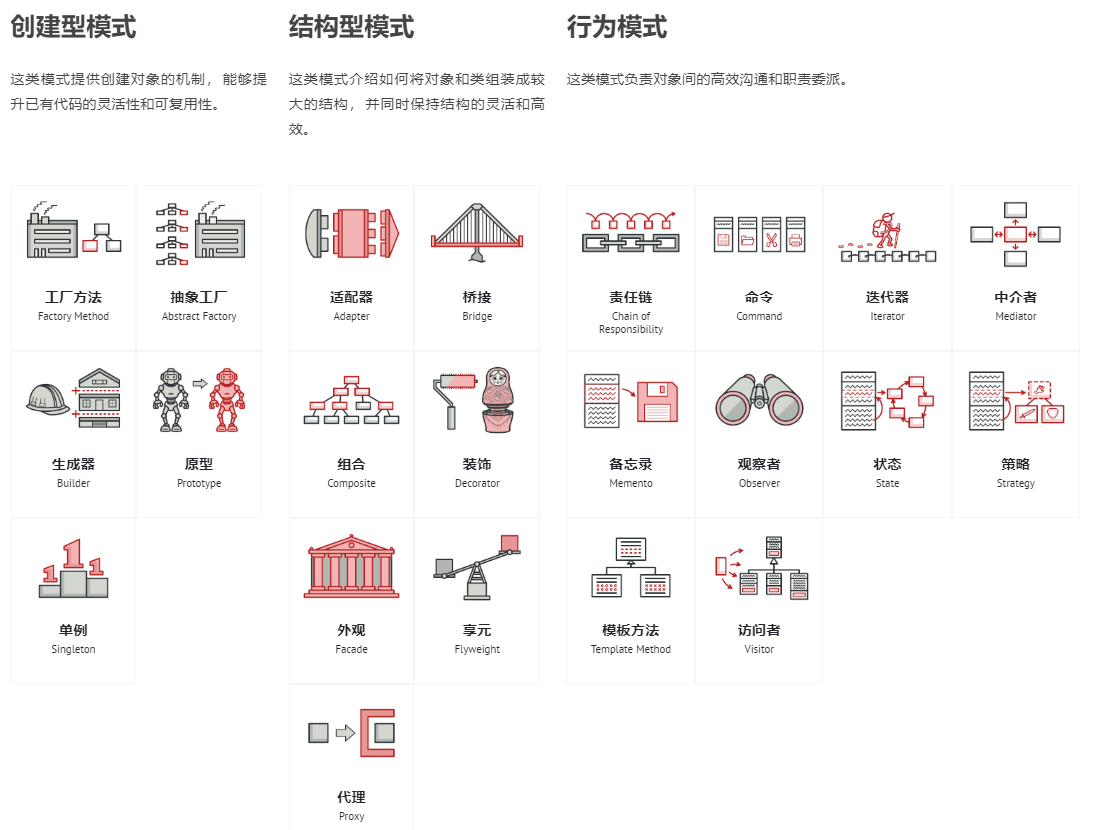 创建型模式
这类模式提供创建对象的机制， 能够提
升已有代码的灵活性和可复用性。
工厂方法
Factory Method
抽象工厂
Abstract Factory
生成器
Builder
原型
Prototype
111
单例
Singleton
结构型模式
这类模式介绍如何将对象和类组装成较
大的结构， 并同时保持结构的灵活和高
效。
适配器
Adapter
桥接
Bridge
组合
Composite
装饰
Decorator
外观
Facade
享元
Flyweight
代理
Proxy
行为模式
这类模式负责对象间的高效沟通和职责委派。
责任链
Chain of
Responsibility
命令
Command
迭代器
Iterator
中介者
Mediator
备忘录
Memento
观察者
Observer
状态
State
策略
Strategy
模板方法
Template Method
访问者
Visitor